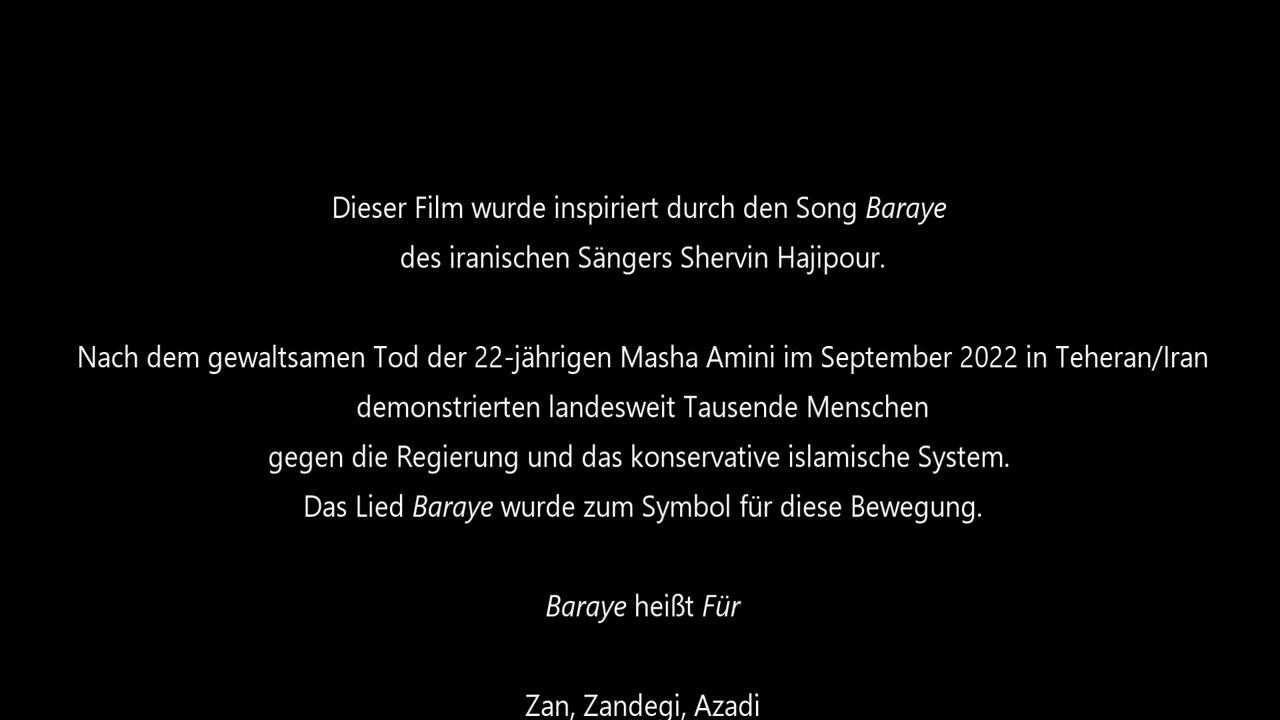 Dieser Film wurde inspiriert durch den Song Baraye
des iranischen Sängers Shervin Hajipour.
Nach dem gewaltsamen Tod der 22-jährigen Masha Amini im September 2022 in Teheran/Iran
demonstrierten landesweit Tausende Menschen
gegen die Regierung und das konservative islamische System.
Das Lied Baraye wurde zum Symbol für diese Bewegung.
Baraye heißt Für
Zan, Zandegi, Azadi